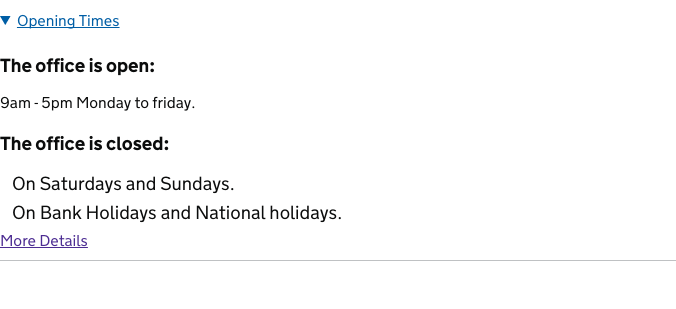 Opening Times
The office is open:
9am - 5pm Monday to friday.
The office is closed:
On Saturdays and Sundays.
On Bank Holidays and National holidays.
More Details